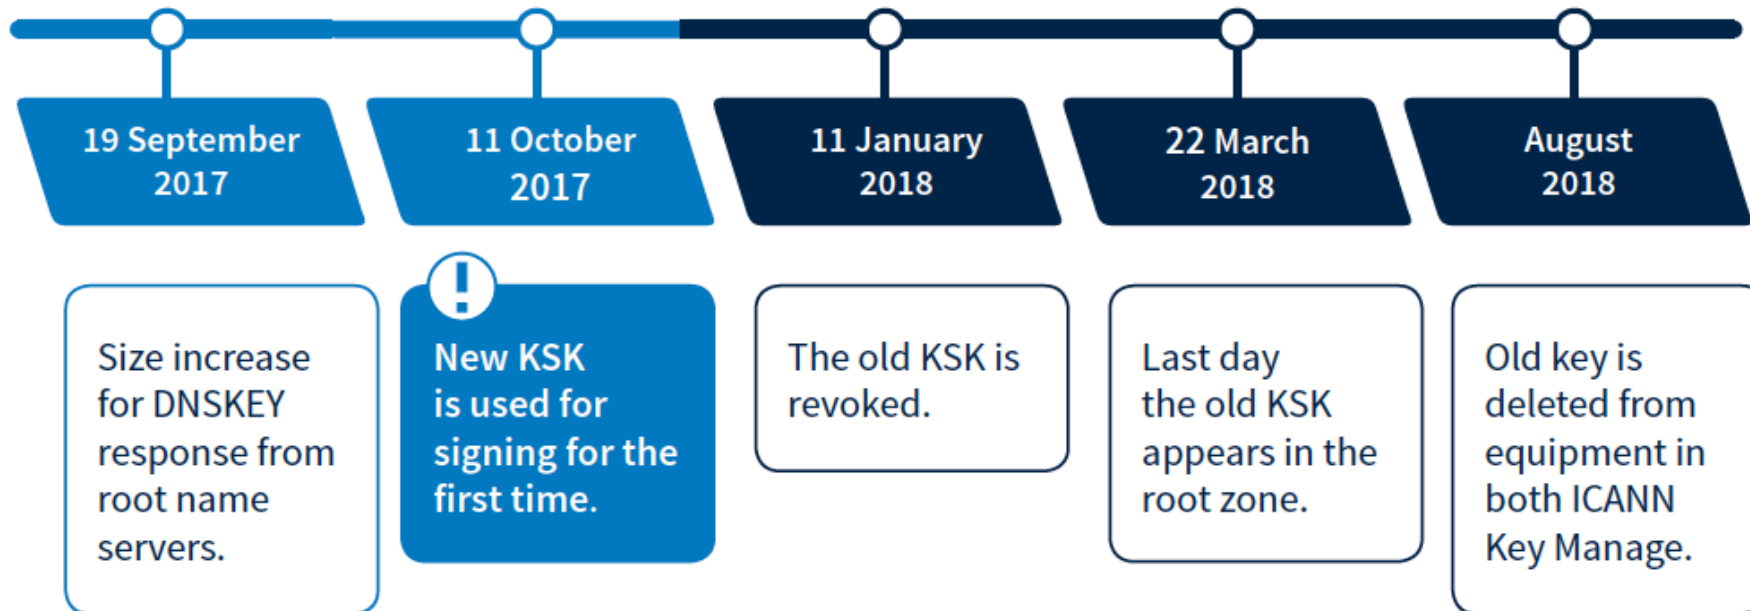 19 September
2017
11 October
2017
11 January
2018
22 March
2018
August
2018
Size increase
for DNSKEY
response from
root name
servers.
!
New KSK
is used for
signing for the
first time.
The old KSK is
revoked.
Last day
the old KSK
appears in the
root zone.
Old key is
deleted from
equipment in
both ICANN
Key Manage.